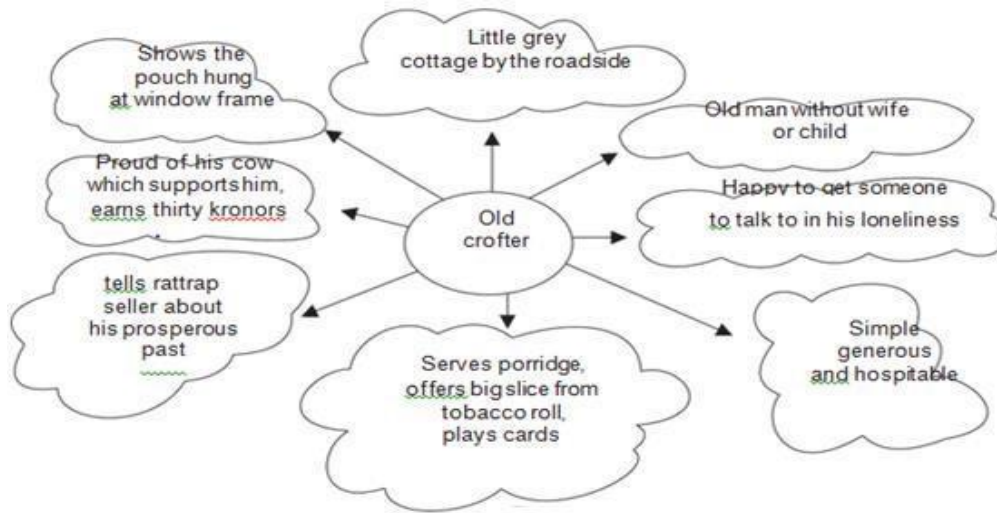 Little grey
cottage by the roadside
Shows the
pouch hung
at window frame
Old man without wife
or child
Proud of his cow
which supports him,
earns thirty kronors
.
Happy to get someone
to talk to in his loneliness
Old
crofter
tells rattrap
seller about
his prosperous
past
Simple
generous
and hospitable
Serves porridge,
offers big slice from
tobacco roll,
plays cards